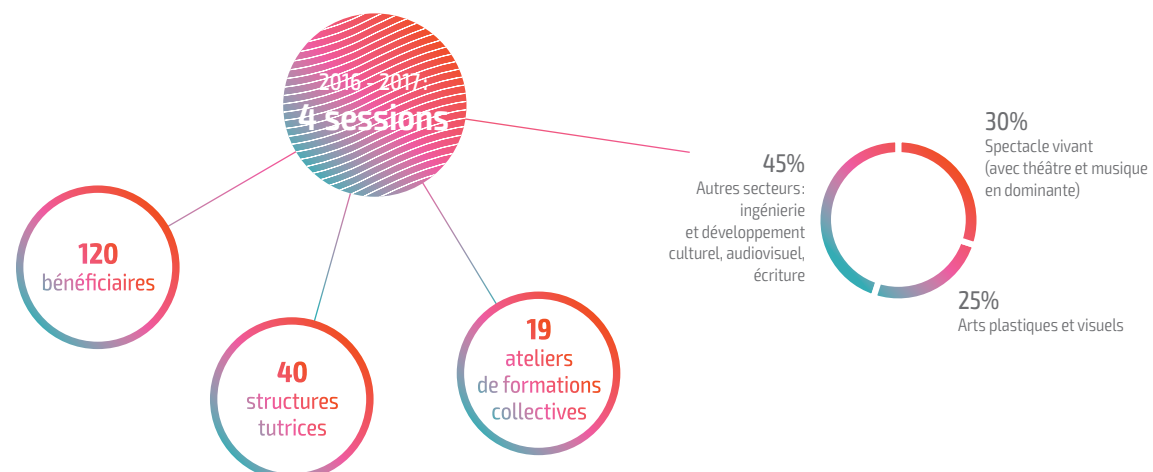 2016 - 2017:
4 sessions
120
bénéficiaires
40
structures
tutrices
19
ateliers
de formations
collectives
45%
Autres secteurs:
ingénierie
et développement
culturel, audiovisuel,
écriture
30%
Spectacle vivant
(avec théâtre et musique
en dominante)
25%
Arts plastiques et visuels